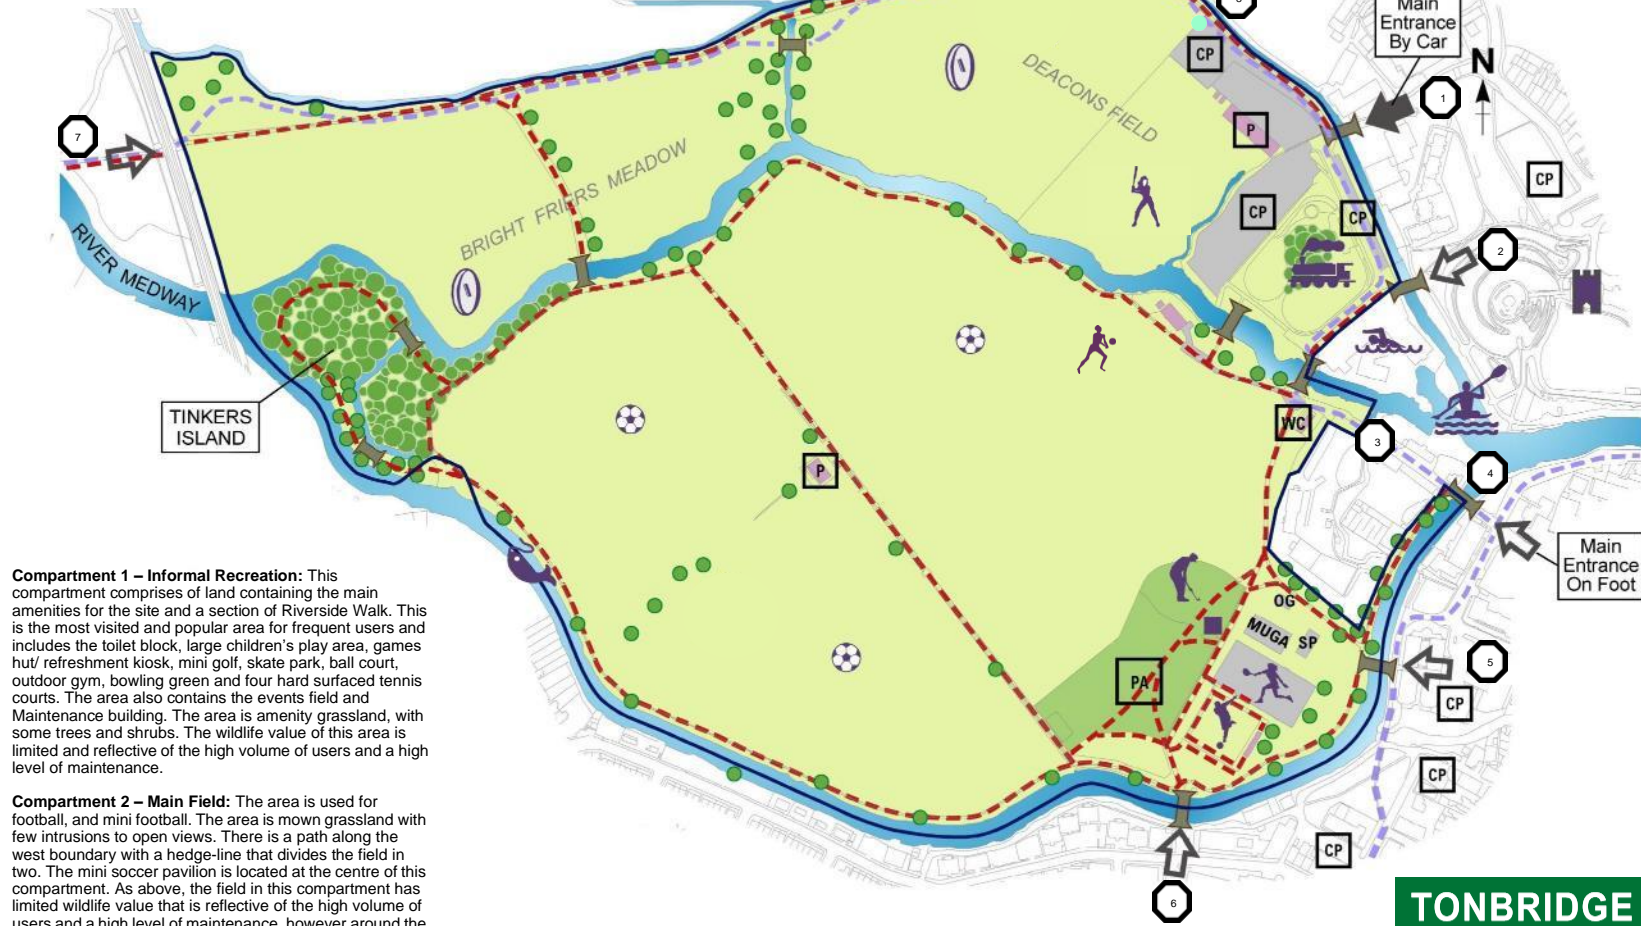 Main
Entrance
By Car
N
CP
1
DEACONS FIELD
P
7
CP
BRIGHT FRIERS MEADOW
CP
CP
2
RIVER MEDWAY
TINKERS
ISLAND
WC
3
P
4
Main
Entrance
On Foot
OG
MUGA SP
PA
5
CP
CP
CP
6
Compartment 1 – Informal Recreation: This
compartment comprises of land containing the main
amenities for the site and a section of Riverside Walk. This
is the most visited and popular area for frequent users and
includes the toilet block, large children's play area, games
hut/ refreshment kiosk, mini golf, skate park, ball court,
outdoor gym, bowling green and four hard surfaced tennis
courts. The area also contains the events field and
Maintenance building. The area is amenity grassland, with
some trees and shrubs. The wildlife value of this area is
limited and reflective of the high volume of users and a high
level of maintenance.
Compartment 2 – Main Field: The area is used for
football, and mini football. The area is mown grassland with
few intrusions to open views. There is a path along the
west boundary with a hedge-line that divides the field in
two. The mini soccer pavilion is located at the centre of this
compartment. As above, the field in this compartment has
limited wildlife value that is reflective of the high volume of
users and a high level of maintenance, however around the
TONBRIDGE